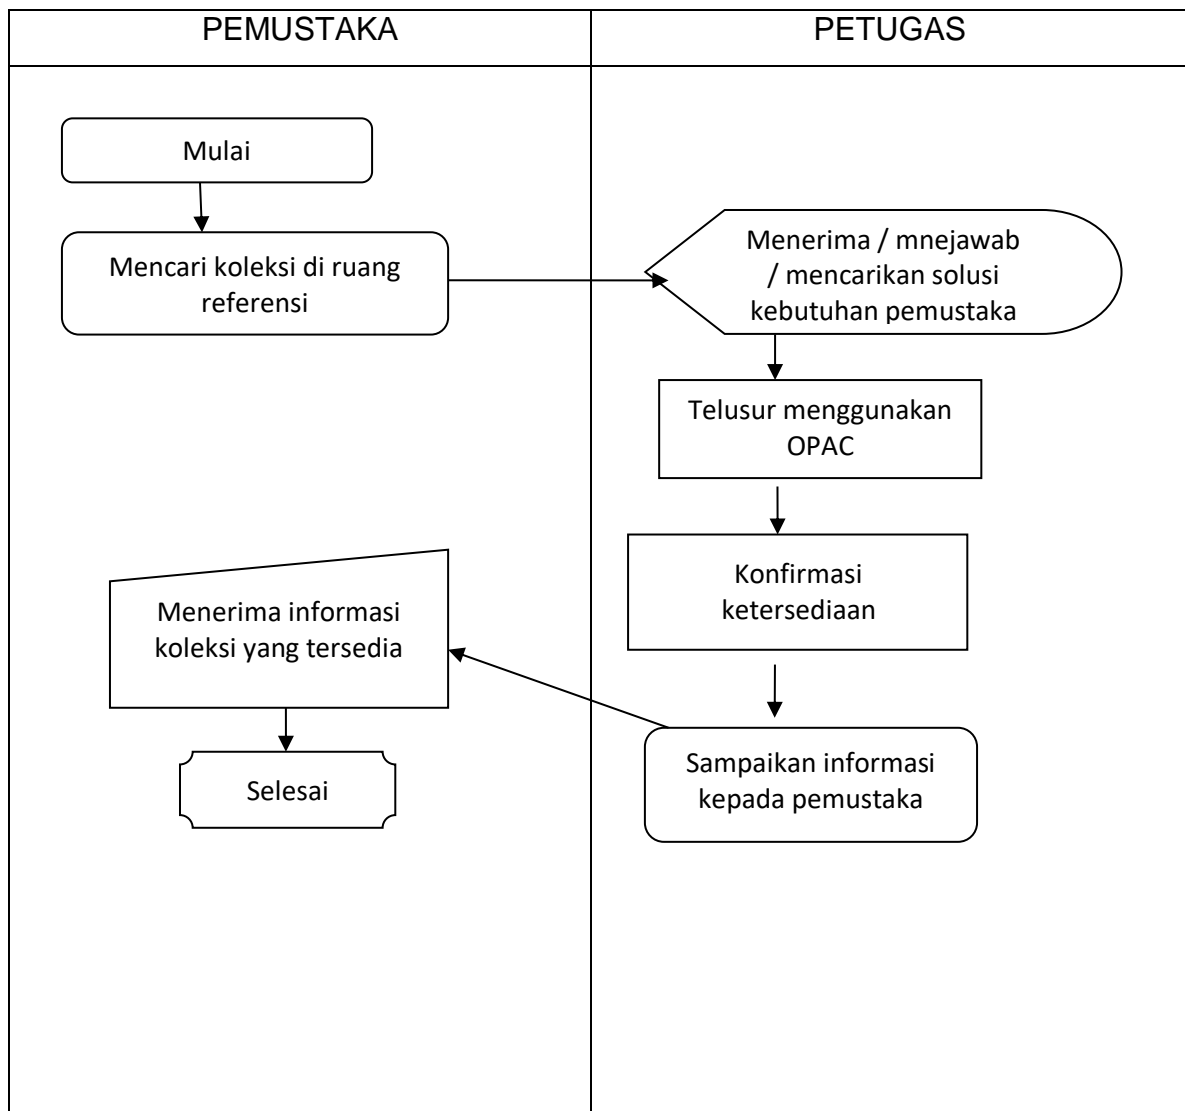 PEMUSTAKA
PETUGAS
Mulai
Mencari koleksi di ruang
referensi
Menerima / mnejawab
/ mencarikan solusi
kebutuhan pemustaka
Telusur menggunakan
OPAC
Konfirmasi
ketersediaan
Sampaikan informasi
kepada pemustaka
Menerima informasi
koleksi yang tersedia
Selesai